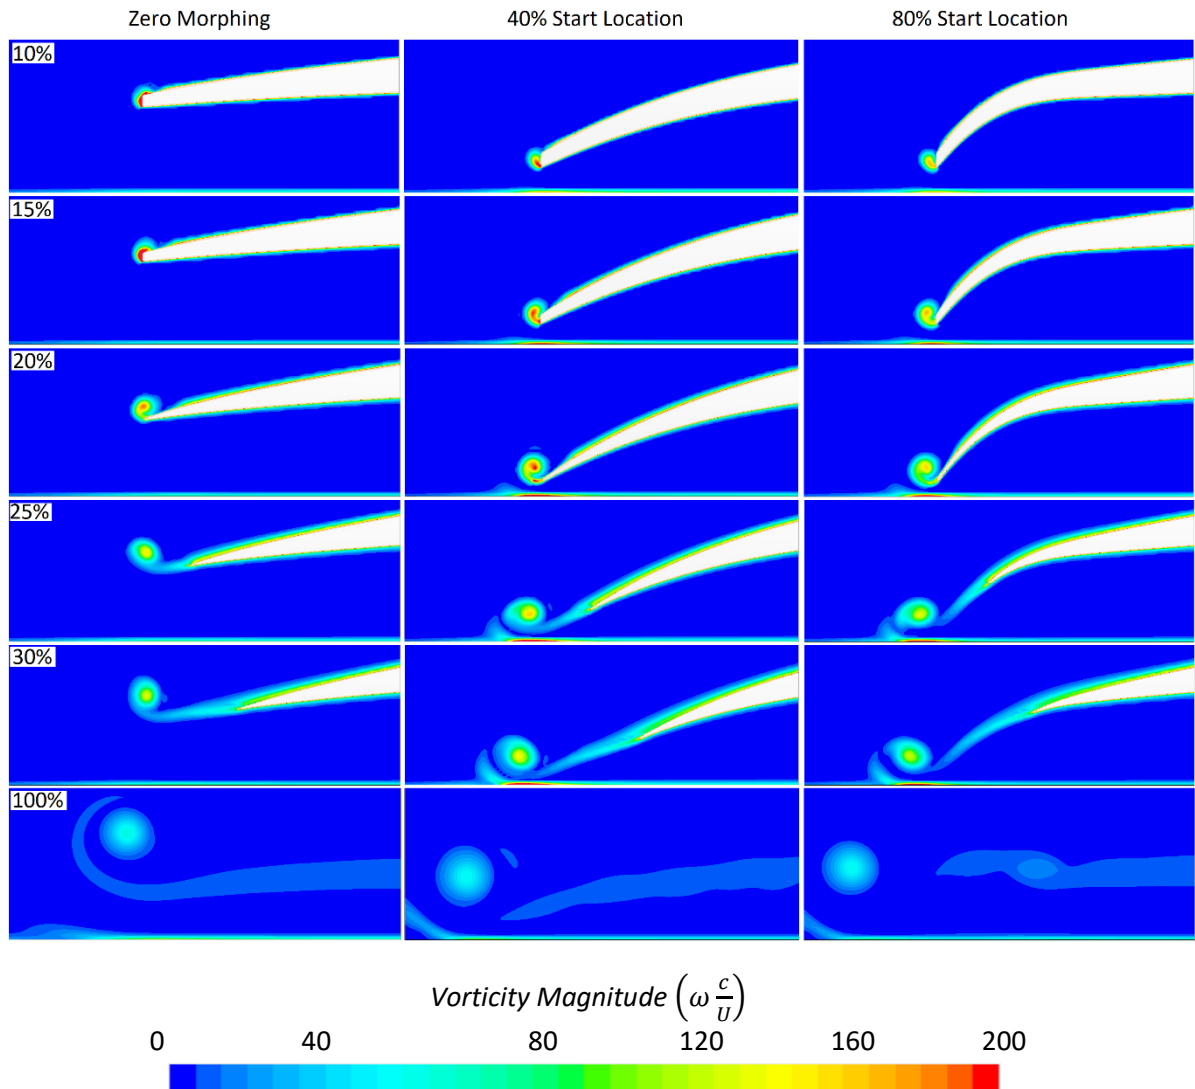 Zero Morphing 40% Start Location 80% Start Location
10%
15%
20%
25%
30%
100%
Vorticity Magnitude (ω c/U)
0 40 80 120 160 200